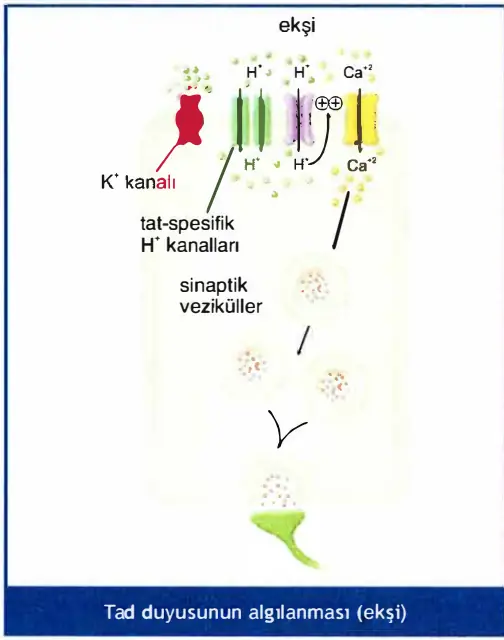 ekşi
H⁺ H⁺ Ca⁺²
⊕⊕
H⁺ H⁺ Ca⁺²
K⁺ kanalı
tat-spesifik
H⁺ kanalları
sinaptik
veziküller
Tad duyusunun algılanması (ekşi)